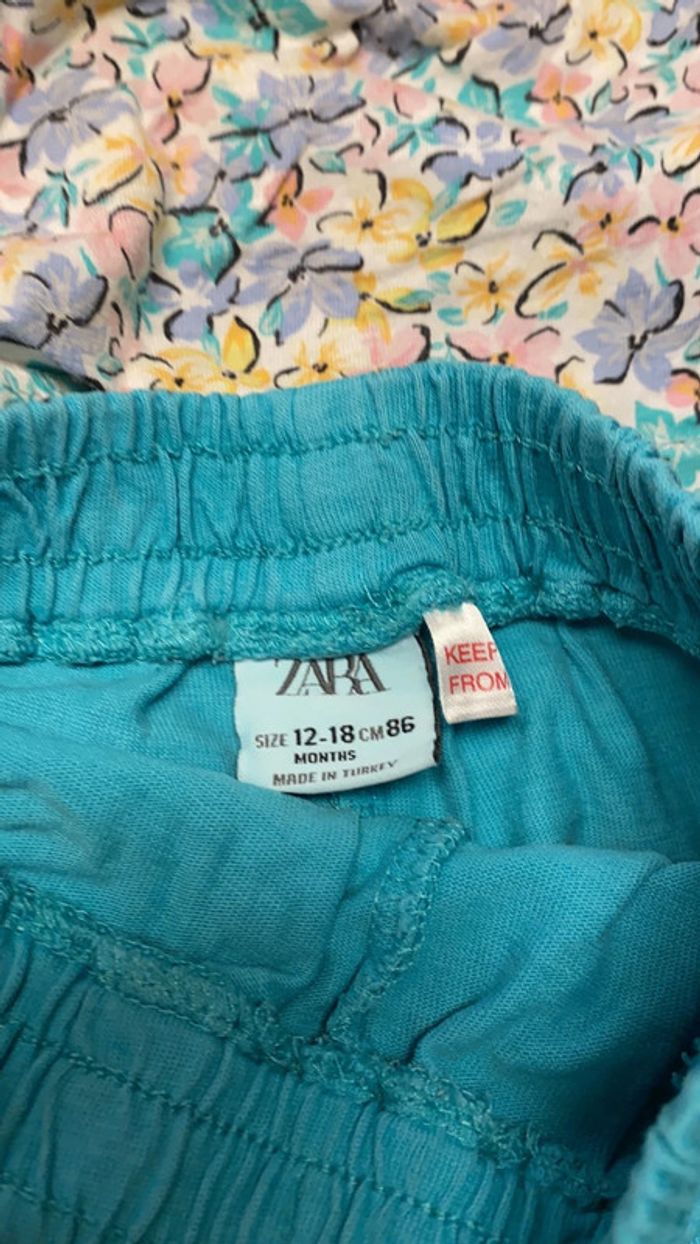 ZARA
SIZE 12-18 CM 86
MONTHS
MADE IN TURKEY
KEEP
FROM